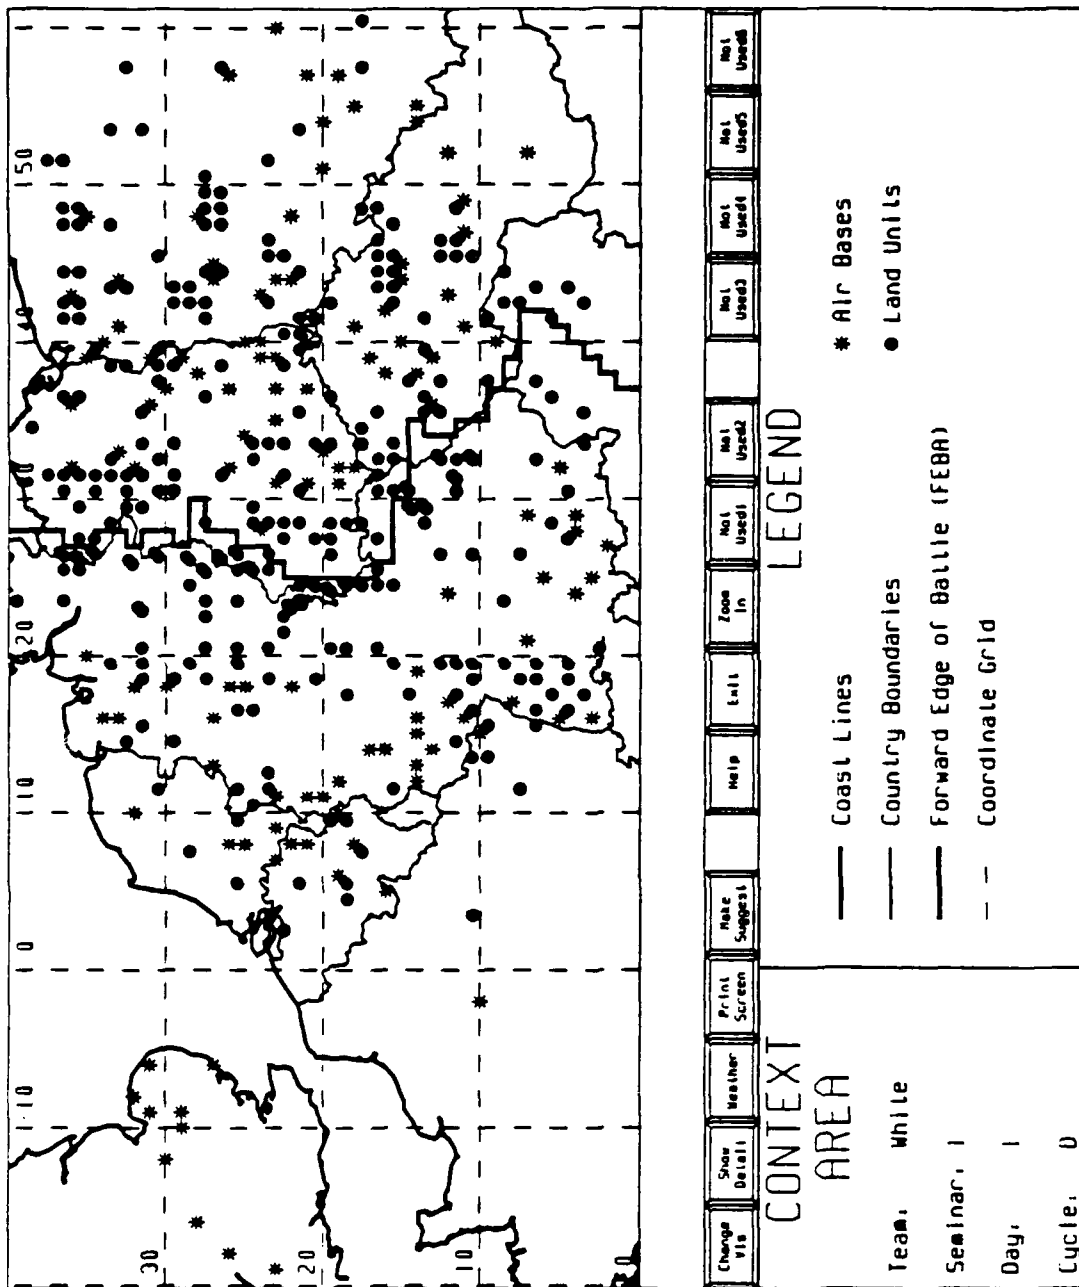 30
20
10
0
-10
0
10
20
30
40
50
Change Vis
Show Detail
Weather
Print Screen
Make Suggest
Help
Exit
Zoom In
Not Used1
Not Used2
Not Used3
Not Used4
Not Used5
Not Used6
CONTEXT AREA
Team: White
Seminar: 1
Day: 1
Cycle: 0
LEGEND
Coast Lines
Country Boundaries
Forward Edge of Battle (FEBA)
Coordinate Grid
* Air Bases
● Land Units